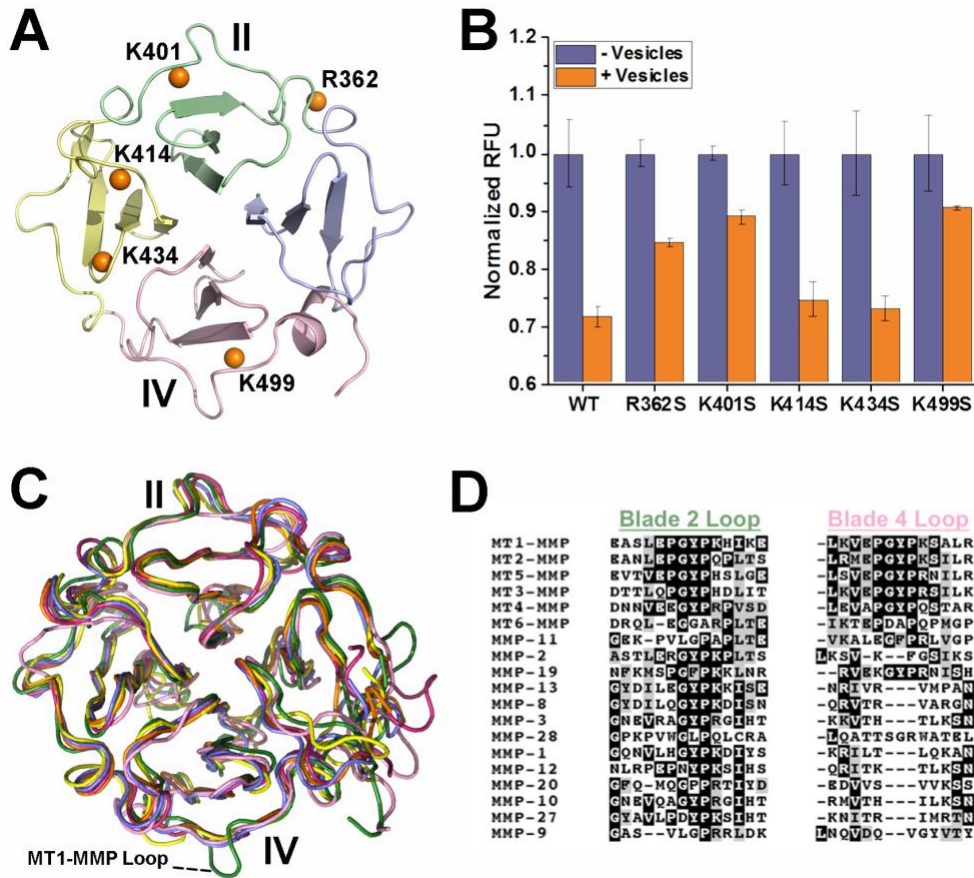 A
K401
II
R362
K414
K434
IV
K499
B
Normalized RFU
1.2
1.1
1.0
0.9
0.8
0.7
0.6
- Vesicles
+ Vesicles
WT R362S K401S K414S K434S K499S
C
II
IV
MT1-MMP Loop
D
Blade 2 Loop Blade 4 Loop
MT1-MMP EASLEPGYPKHIKE -LKVEPGYPKSALR
MT2-MMP EANLEPGYPQPLTS -LRMEPGYPKSILR
MT5-MMP EVTVEPGYPHSLGE -LSVEPGYPRNILR
MT3-MMP DTTLQPGYPHDLIT -LKVEPGYPRSILK
MT4-MMP DNNVEEGYPRPVSD -LEVAPGYPQSTAR
MT6-MMP DRQL-EGGARPLTE -IKTEPDAPQPMGP
MMP-11 GEK-PVLGPAPLTE -VKALEGFPRLVGP
MMP-2 ASTLERGYPKPLTS LKSV-K--FGSIKS
MMP-19 NFKMSPGFPKKLNR --RVEKGYPRNISH
MMP-13 GYDILEGYPKKISE -NRIVR---VMPAN
MMP-8 GYDILQGYPKDISN -QRVTR---VARGN
MMP-3 GNEVRAGYPRGIHT -KKVTH---TLKSN
MMP-28 GPKPVWGLPQLCRA -LQATTSGRWATEL
MMP-1 GQNVLHGYPKDIYS -KRILT---LQKAN
MMP-12 NLRPEPNYPKSIHS -QRITK---TLKSN
MMP-20 GFQ-MQGPPRTIYD
MMP-10 GNEVQAGYPRGIHT -RMVTH---ILKSN
MMP-27 GYAVLPDYPKSIHT -KNITR---IMRTN
MMP-9 GAS--VLGPRRLDK LNQVDQ--VGYVTY